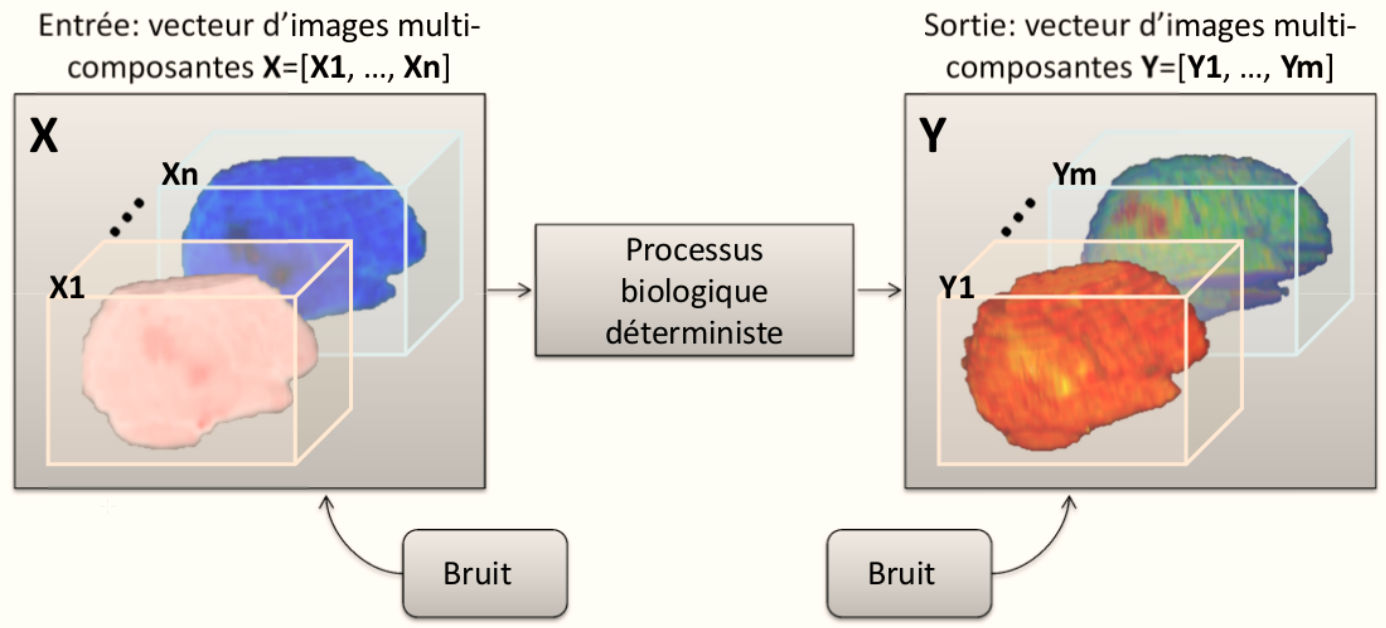 Entrée: vecteur d’images multi-
composantes X=[X1, …, Xn]
X
Xn
X1
Processus
biologique
déterministe
Sortie: vecteur d’images multi-
composantes Y=[Y1, …, Ym]
Y
Ym
Y1
Bruit
Bruit